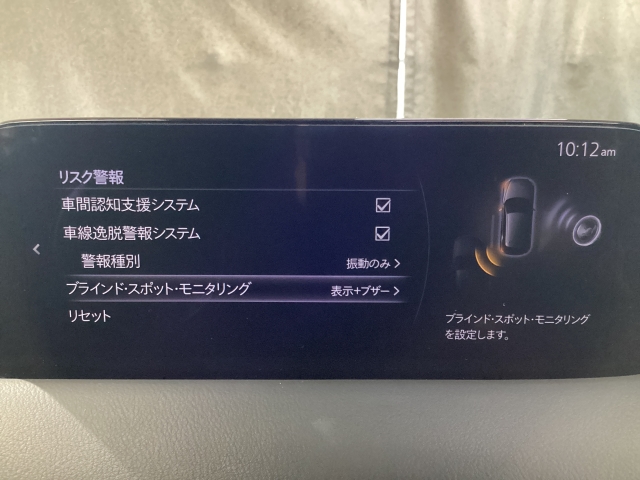 10:12am
リスク警報
車間認知支援システム
車線逸脱警報システム
警報種別 振動のみ
ブラインド・スポット・モニタリング 表示+ブザー
リセット
ブラインド・スポット・モニタリング
を設定します。